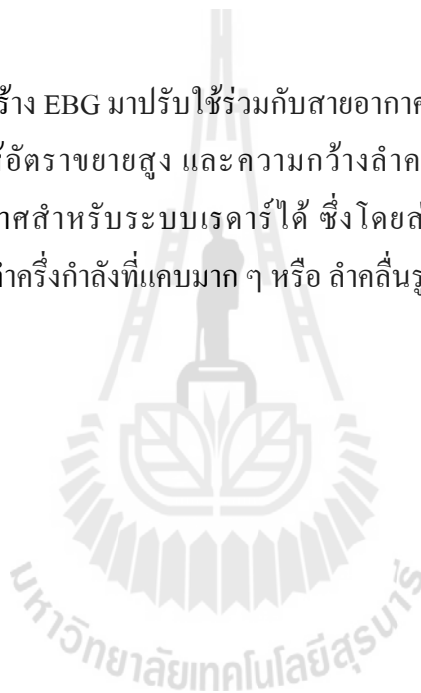 ร้าง EBG มาปรับใช้ร่วมกับสายอากาศ
ห้อัตราขยายสูง และความกว้างลำค
าศสำหรับระบบเรดาร์ได้ ซึ่งโดยส่
ำครึ่งกำลังที่แคบมาก ๆ หรือ ลำคลื่นรู
มหาวิทยาลัยเทคโนโลยีสุรนารี